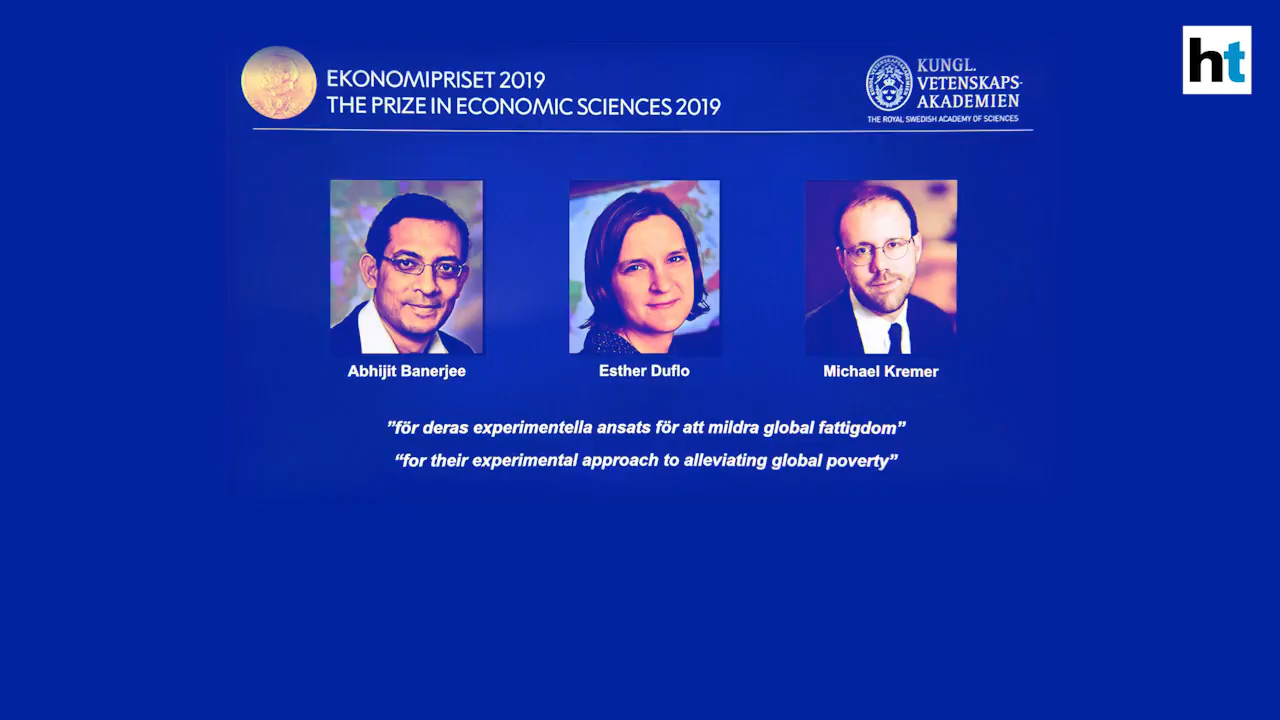 ht
EKONOMIPRISET 2019
THE PRIZE IN ECONOMIC SCIENCES 2019
KUNGL.
VETENSKAPS-
AKADEMIEN
THE ROYAL SWEDISH ACADEMY OF SCIENCES
Abhijit Banerjee
Esther Duflo
Michael Kremer
”för deras experimentella ansats för att mildra global fattigdom”
“for their experimental approach to alleviating global poverty”